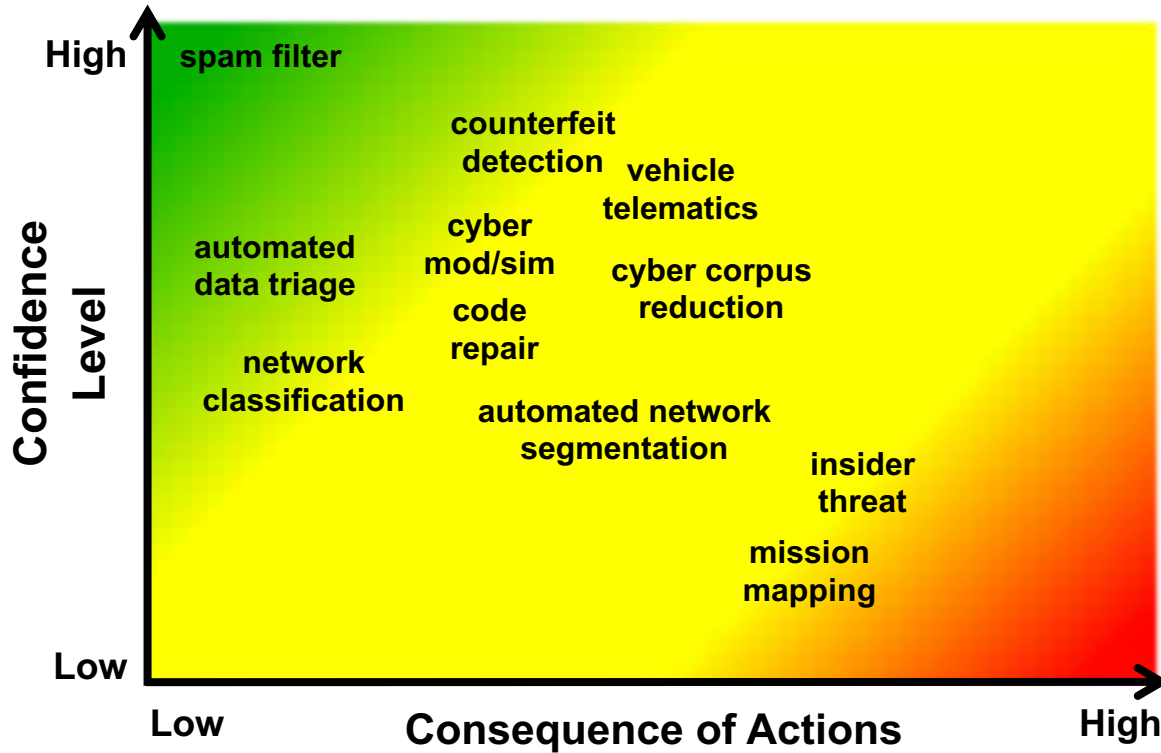 High
spam filter
counterfeit
detection
vehicle
telematics
cyber
mod/sim
automated
data triage
cyber corpus
reduction
code
repair
network
classification
automated network
segmentation
insider
threat
mission
mapping
Confidence
Level
Low
Low
Consequence of Actions
High